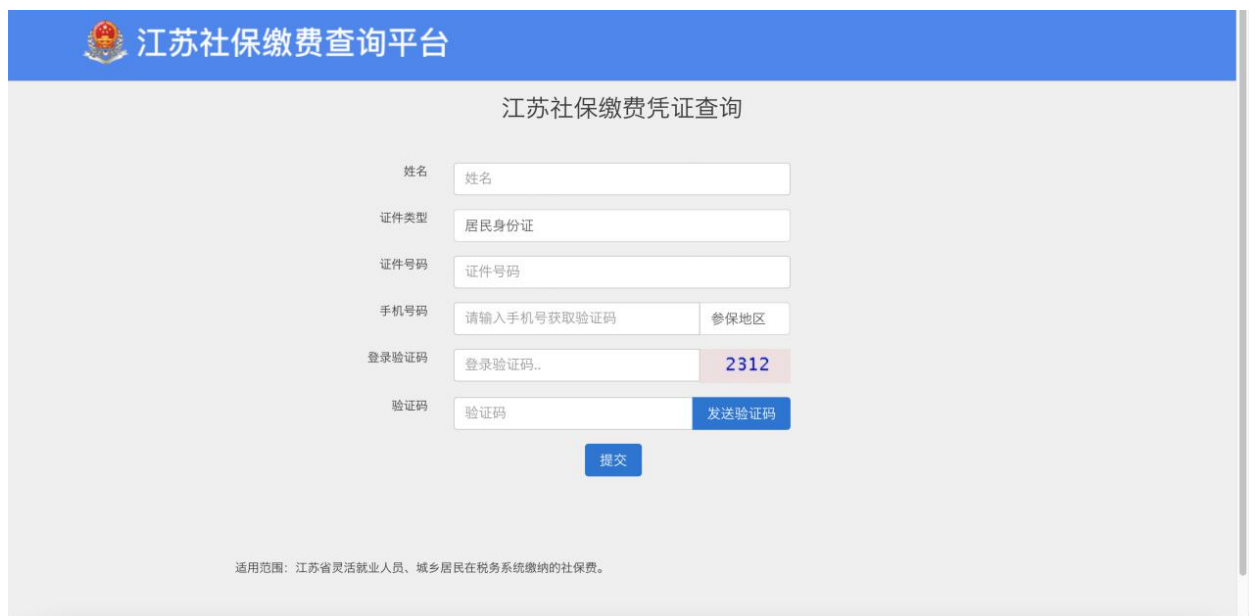 江苏社保缴费查询平台
江苏社保缴费凭证查询
姓名 姓名
证件类型 居民身份证
证件号码 证件号码
手机号码 请输入手机号获取验证码 参保地区
登录验证码 登录验证码.. 2312
验证码 验证码 发送验证码
提交
适用范围：江苏省灵活就业人员、城乡居民在税务系统缴纳的社保费。